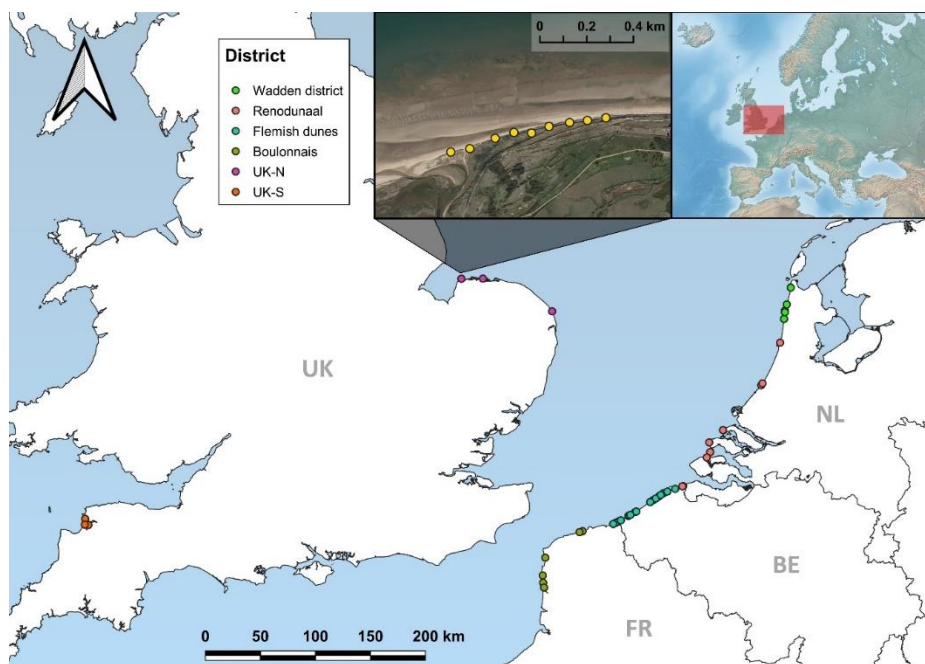 District
Wadden district
Renodunaal
Flemish dunes
Boulonnais
UK-N
UK-S
0 0.2 0.4 km
UK
NL
BE
FR
0 50 100 150 200 km